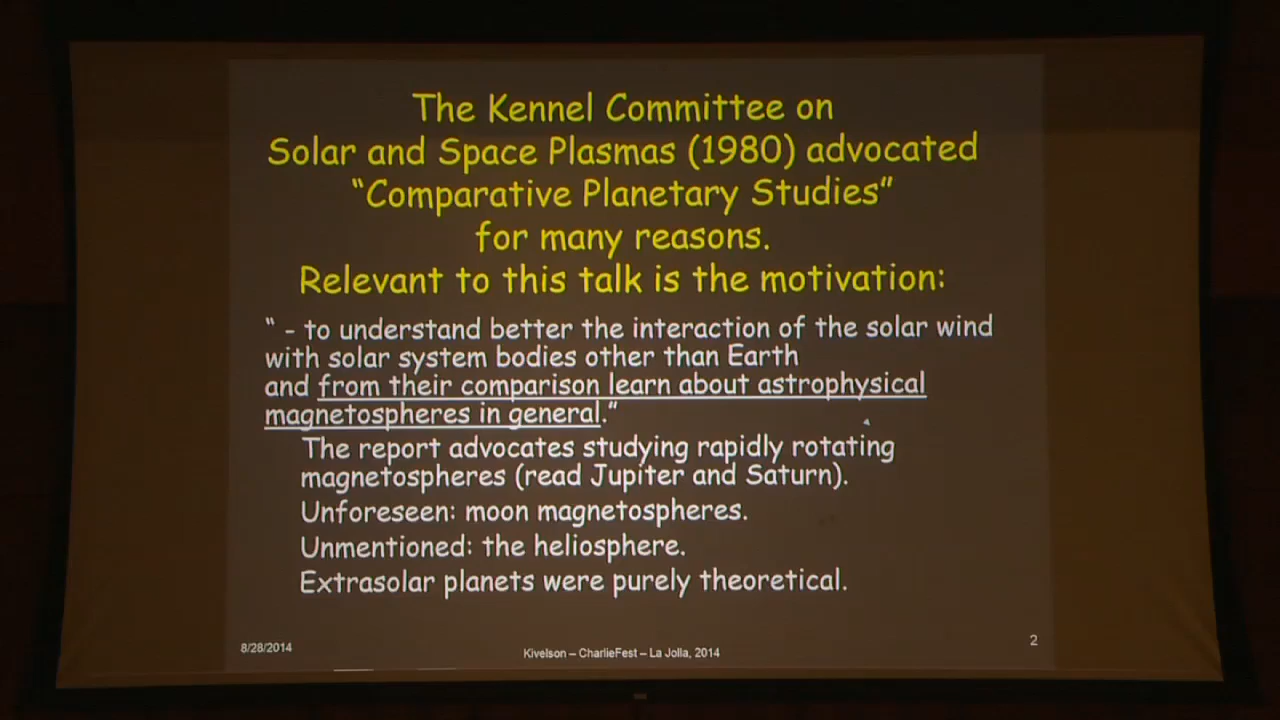 The Kennel Committee on
Solar and Space Plasmas (1980) advocated
“Comparative Planetary Studies”
for many reasons.
Relevant to this talk is the motivation:
“ - to understand better the interaction of the solar wind
with solar system bodies other than Earth
and from their comparison learn about astrophysical
magnetospheres in general.”
The report advocates studying rapidly rotating
magnetospheres (read Jupiter and Saturn).
Unforeseen: moon magnetospheres.
Unmentioned: the heliosphere.
Extrasolar planets were purely theoretical.
8/28/2014
Kivelson – CharlieFest – La Jolla, 2014
2